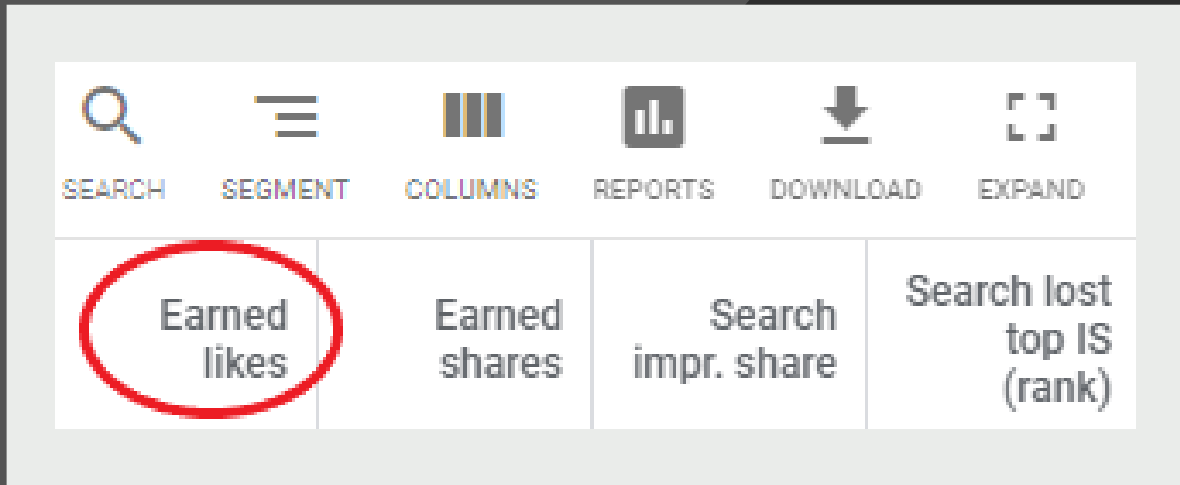 SEARCH SEGMENT COLUMNS REPORTS DOWNLOAD EXPAND
Earned
likes
Earned
shares
Search
impr. share
Search lost
top IS
(rank)